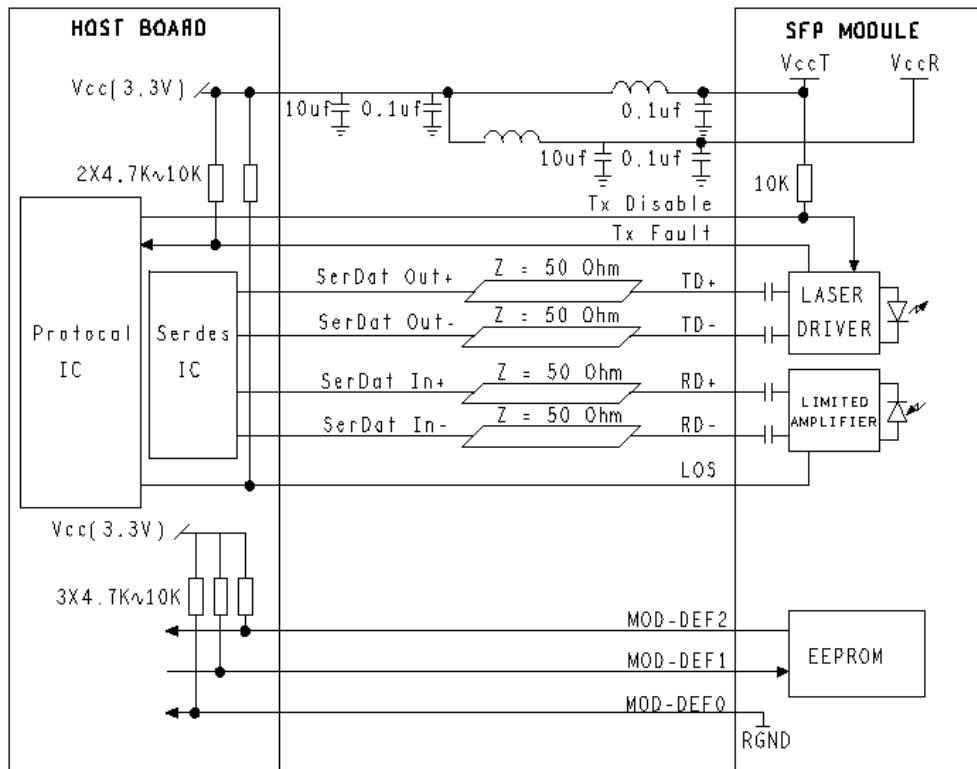 HOST BOARD
SFP MODULE
VccT
VccR
Vcc(3.3V)
10uf
0.1uf
0.1uf
10uf
0.1uf
2X4.7K~10K
10K
Tx Disable
Tx Fault
SerDat Out+
Z = 50 Ohm
TD+
SerDat Out-
Z = 50 Ohm
TD-
LASER
DRIVER
Protocal
IC
Serdes
IC
SerDat In+
Z = 50 Ohm
RD+
SerDat In-
Z = 50 Ohm
RD-
LIMITED
AMPLIFIER
LOS
Vcc(3.3V)
3X4.7K~10K
MOD-DEF2
MOD-DEF1
EEPROM
MOD-DEF0
RGND